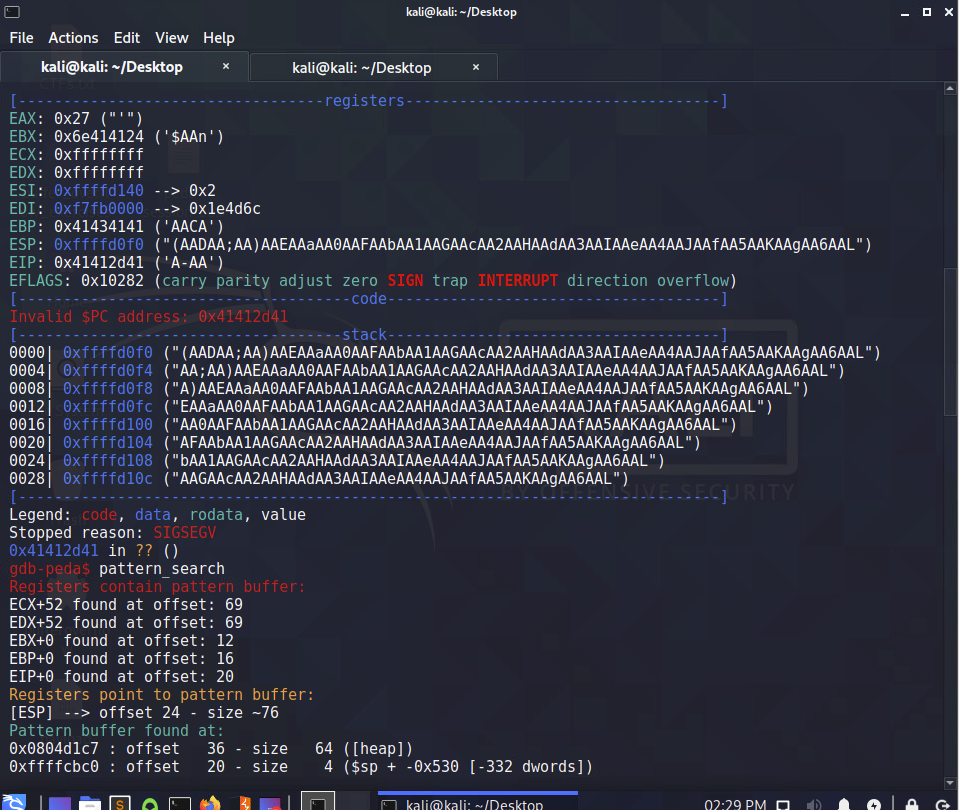 kali@kali: ~/Desktop
File Actions Edit View Help
kali@kali: ~/Desktop × kali@kali: ~/Desktop ×
[----------------------------------registers-----------------------------------]
EAX: 0x27 ("'")
EBX: 0x6e414124 ('$AAn')
ECX: 0xffffffff
EDX: 0xffffffff
ESI: 0xffffd140 --> 0x2
EDI: 0xf7fb0000 --> 0x1e4d6c
EBP: 0x41434141 ('AACA')
ESP: 0xffffd0f0 ("(AADAA;AA)AAEAAaAA0AAFAAbAA1AAGAAcAA2AAHAAdAA3AAIAAeAA4AAJAAfAA5AAKAAgAA6AAL")
EIP: 0x41412d41 ('A-AA')
EFLAGS: 0x10282 (carry parity adjust zero SIGN trap INTERRUPT direction overflow)
[-------------------------------------code-------------------------------------]
Invalid $PC address: 0x41412d41
[------------------------------------stack-------------------------------------]
0000| 0xffffd0f0 ("(AADAA;AA)AAEAAaAA0AAFAAbAA1AAGAAcAA2AAHAAdAA3AAIAAeAA4AAJAAfAA5AAKAAgAA6AAL")
0004| 0xffffd0f4 ("AA;AA)AAEAAaAA0AAFAAbAA1AAGAAcAA2AAHAAdAA3AAIAAeAA4AAJAAfAA5AAKAAgAA6AAL")
0008| 0xffffd0f8 ("A)AAEAAaAA0AAFAAbAA1AAGAAcAA2AAHAAdAA3AAIAAeAA4AAJAAfAA5AAKAAgAA6AAL")
0012| 0xffffd0fc ("EAAaAA0AAFAAbAA1AAGAAcAA2AAHAAdAA3AAIAAeAA4AAJAAfAA5AAKAAgAA6AAL")
0016| 0xffffd100 ("AA0AAFAAbAA1AAGAAcAA2AAHAAdAA3AAIAAeAA4AAJAAfAA5AAKAAgAA6AAL")
0020| 0xffffd104 ("AFAAbAA1AAGAAcAA2AAHAAdAA3AAIAAeAA4AAJAAfAA5AAKAAgAA6AAL")
0024| 0xffffd108 ("bAA1AAGAAcAA2AAHAAdAA3AAIAAeAA4AAJAAfAA5AAKAAgAA6AAL")
0028| 0xffffd10c ("AAGAAcAA2AAHAAdAA3AAIAAeAA4AAJAAfAA5AAKAAgAA6AAL")
[------------------------------------------------------------------------------]
BY OFFENSIVE SECURITY
Legend: code, data, rodata, value
Stopped reason: SIGSEGV
0x41412d41 in ?? ()
gdb-peda$ pattern_search
Registers contain pattern buffer:
ECX+52 found at offset: 69
EDX+52 found at offset: 69
EBX+0 found at offset: 12
EBP+0 found at offset: 16
EIP+0 found at offset: 20
Registers point to pattern buffer:
[ESP] --> offset 24 - size ~76
Pattern buffer found at:
0x0804d1c7 : offset   36 - size   64 ([heap])
0xffffcbc0 : offset   20 - size    4 ($sp + -0x530 [-332 dwords])
kali@kali: ~/Desktop 02:29 PM